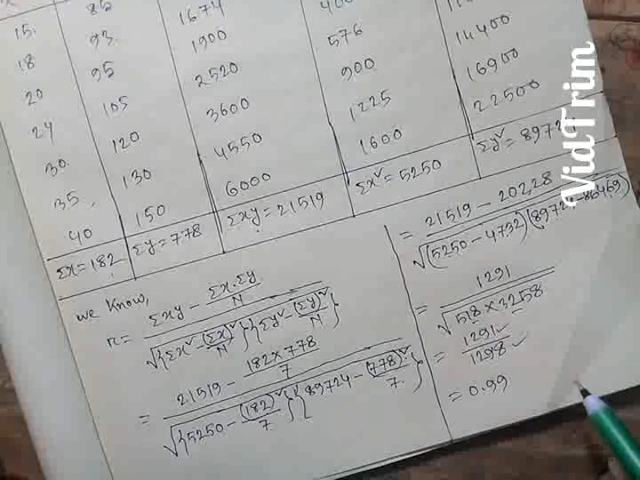 15. 85 1674 400
18 93 1900 576 14400
20 95 2520 900 16900
24 105 3600 1225 22500
30 120 4550 1600
35 130 6000
40 150
Σx=182 Σy=778 Σxy=21519 Σx²=5250 Σy²=8972
we know,
r = Σxy − Σx.Σy/N / √{Σx²−(Σx)²/N}{Σy²−(Σy)²/N}
= 21519 − 182×778/7 / √{5250−(182)²/7}{89724−(778)²/7}
= 21519 − 20228 / √(5250−4732)(89724−86469)
= 1291 / √518×3258
= 1291/1298
= 0.99
VidTrim